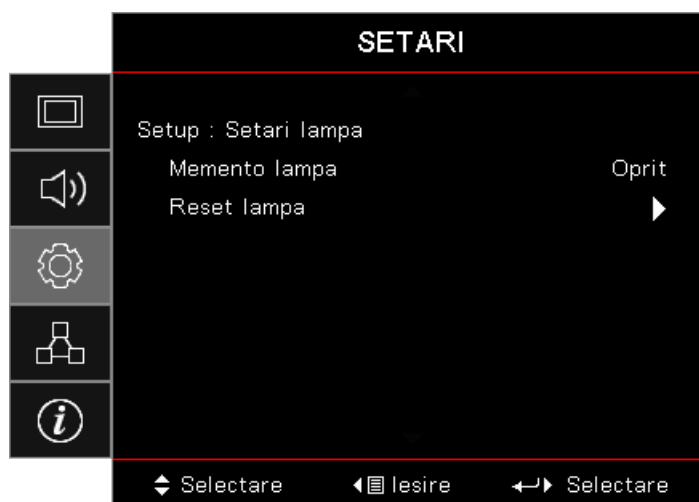 SETARI
Setup : Setari lampa
Memento lampa Oprit
Reset lampa
Selectare Iesire Selectare